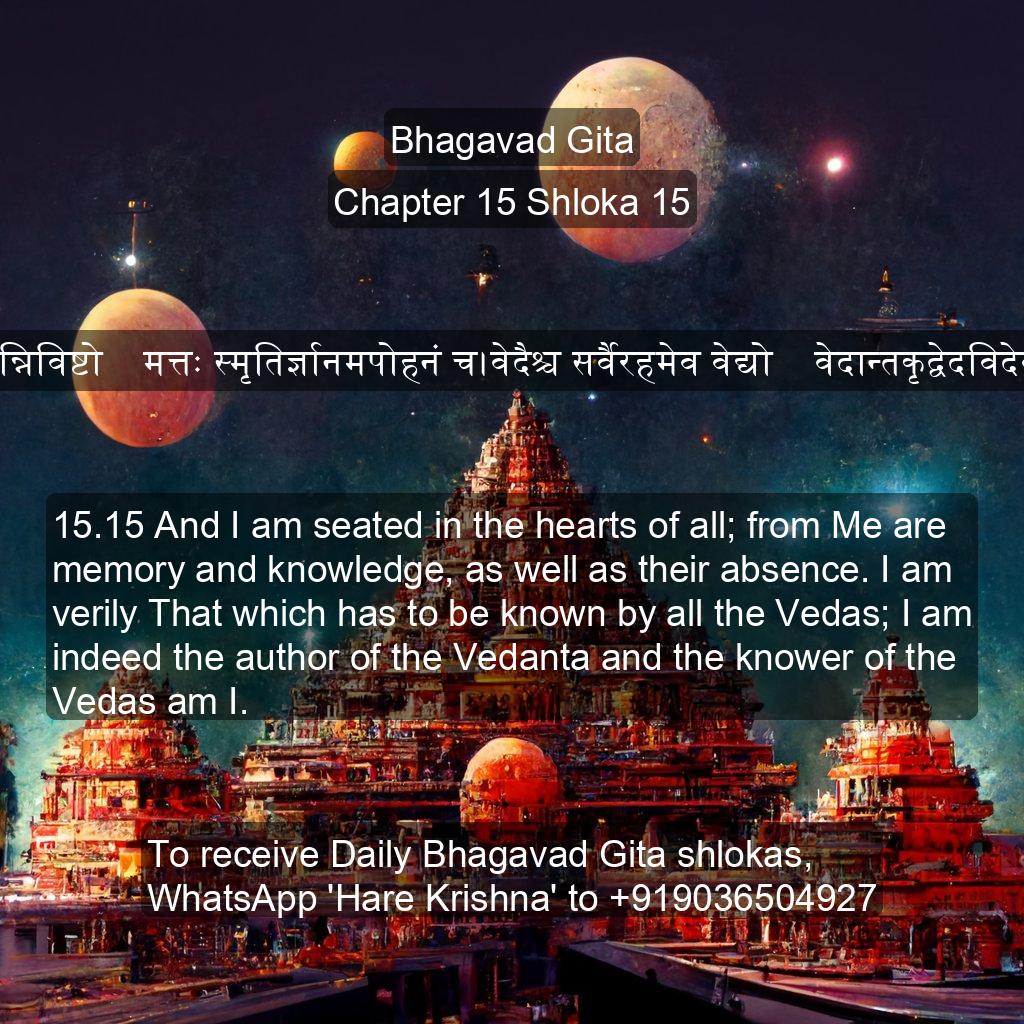 Bhagavad Gita
Chapter 15 Shloka 15
मत्तः स्मृतिर्ज्ञानमपोहनं च।वेदैश्च सर्वैरहमेव वेद्यो
15.15 And I am seated in the hearts of all; from Me are
memory and knowledge, as well as their absence. I am
verily That which has to be known by all the Vedas; I am
indeed the author of the Vedanta and the knower of the
Vedas am I.
To receive Daily Bhagavad Gita shlokas,
WhatsApp 'Hare Krishna' to +919036504927